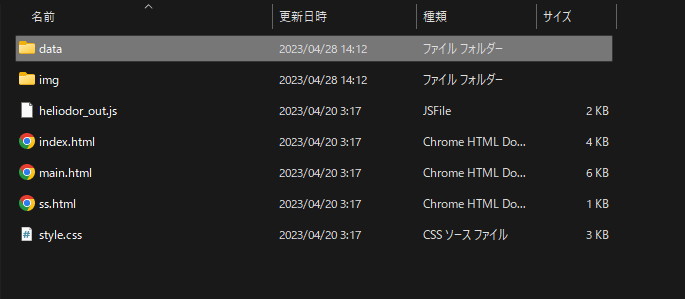 名前 更新日時 種類 サイズ
data 2023/04/28 14:12 ファイル フォルダー
img 2023/04/28 14:12 ファイル フォルダー
heliodor_out.js 2023/04/20 3:17 JSFile 2 KB
index.html 2023/04/20 3:17 Chrome HTML Do... 4 KB
main.html 2023/04/20 3:17 Chrome HTML Do... 6 KB
ss.html 2023/04/20 3:17 Chrome HTML Do... 1 KB
style.css 2023/04/20 3:17 CSS ソース ファイル 3 KB